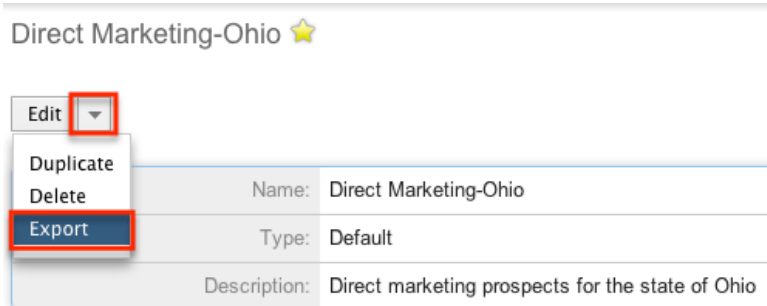 Direct Marketing-Ohio
Edit
Duplicate
Delete
Export
Name: Direct Marketing-Ohio
Type: Default
Description: Direct marketing prospects for the state of Ohio